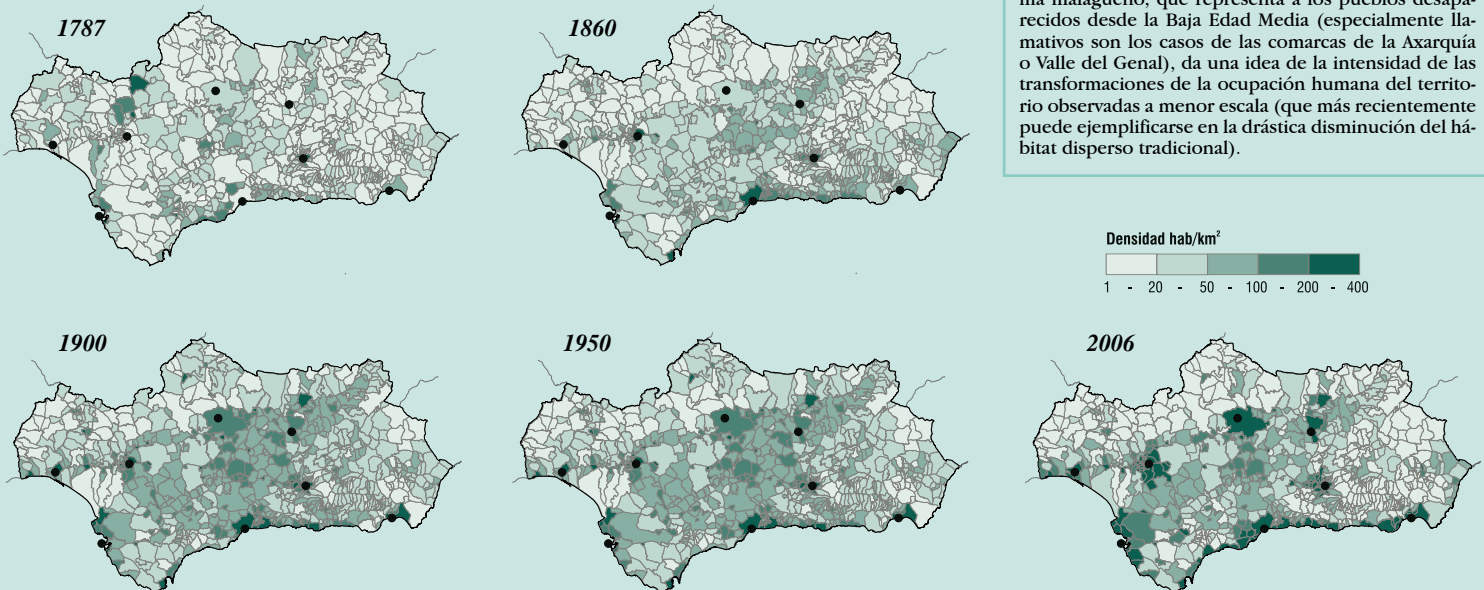 ma malagueño, que representa a los pueblos desapa-
recidos desde la Baja Edad Media (especialmente lla-
mativos son los casos de las comarcas de la Axarquía
o Valle del Genal), da una idea de la intensidad de las
transformaciones de la ocupación humana del territo-
rio observadas a menor escala (que más recientemente
puede ejemplificarse en la drástica disminución del há-
bitat disperso tradicional).
1787
1860
Densidad hab/km²
1 - 20 - 50 - 100 - 200 - 400
1900
1950
2006